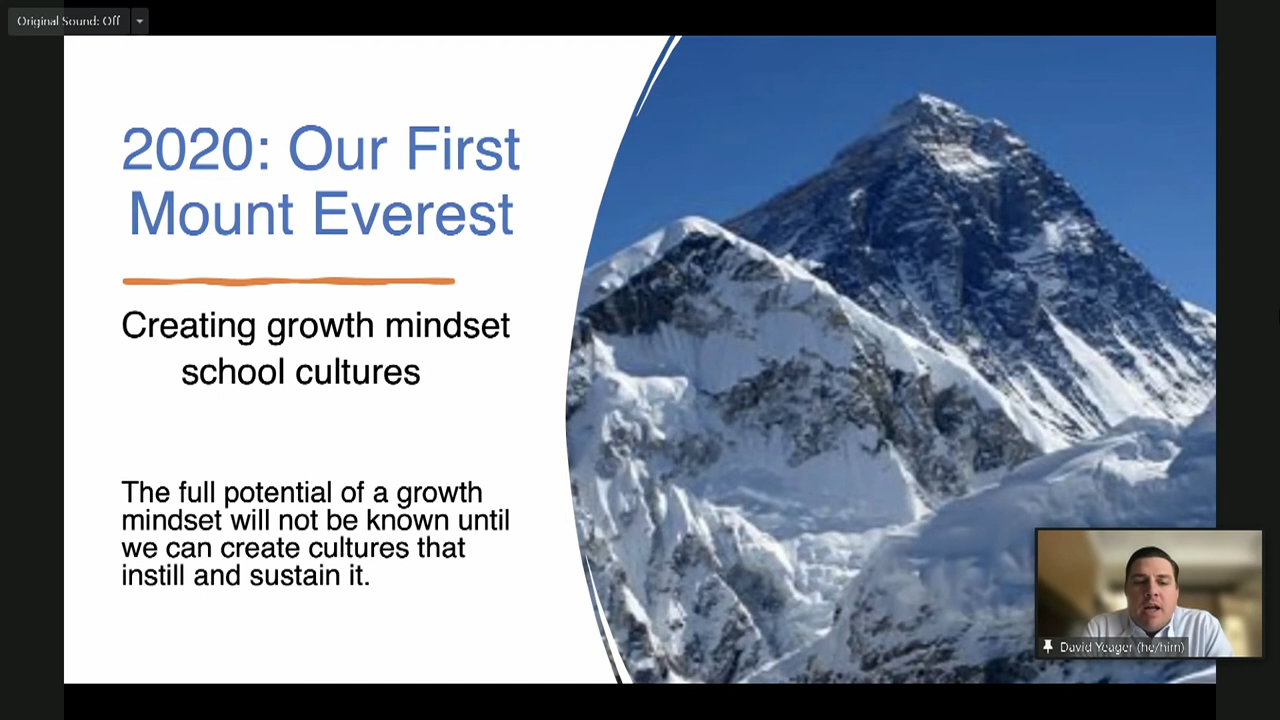 Original Sound: Off
2020: Our First
Mount Everest
Creating growth mindset
school cultures
The full potential of a growth
mindset will not be known until
we can create cultures that
instill and sustain it.
David Yeager (he/him)